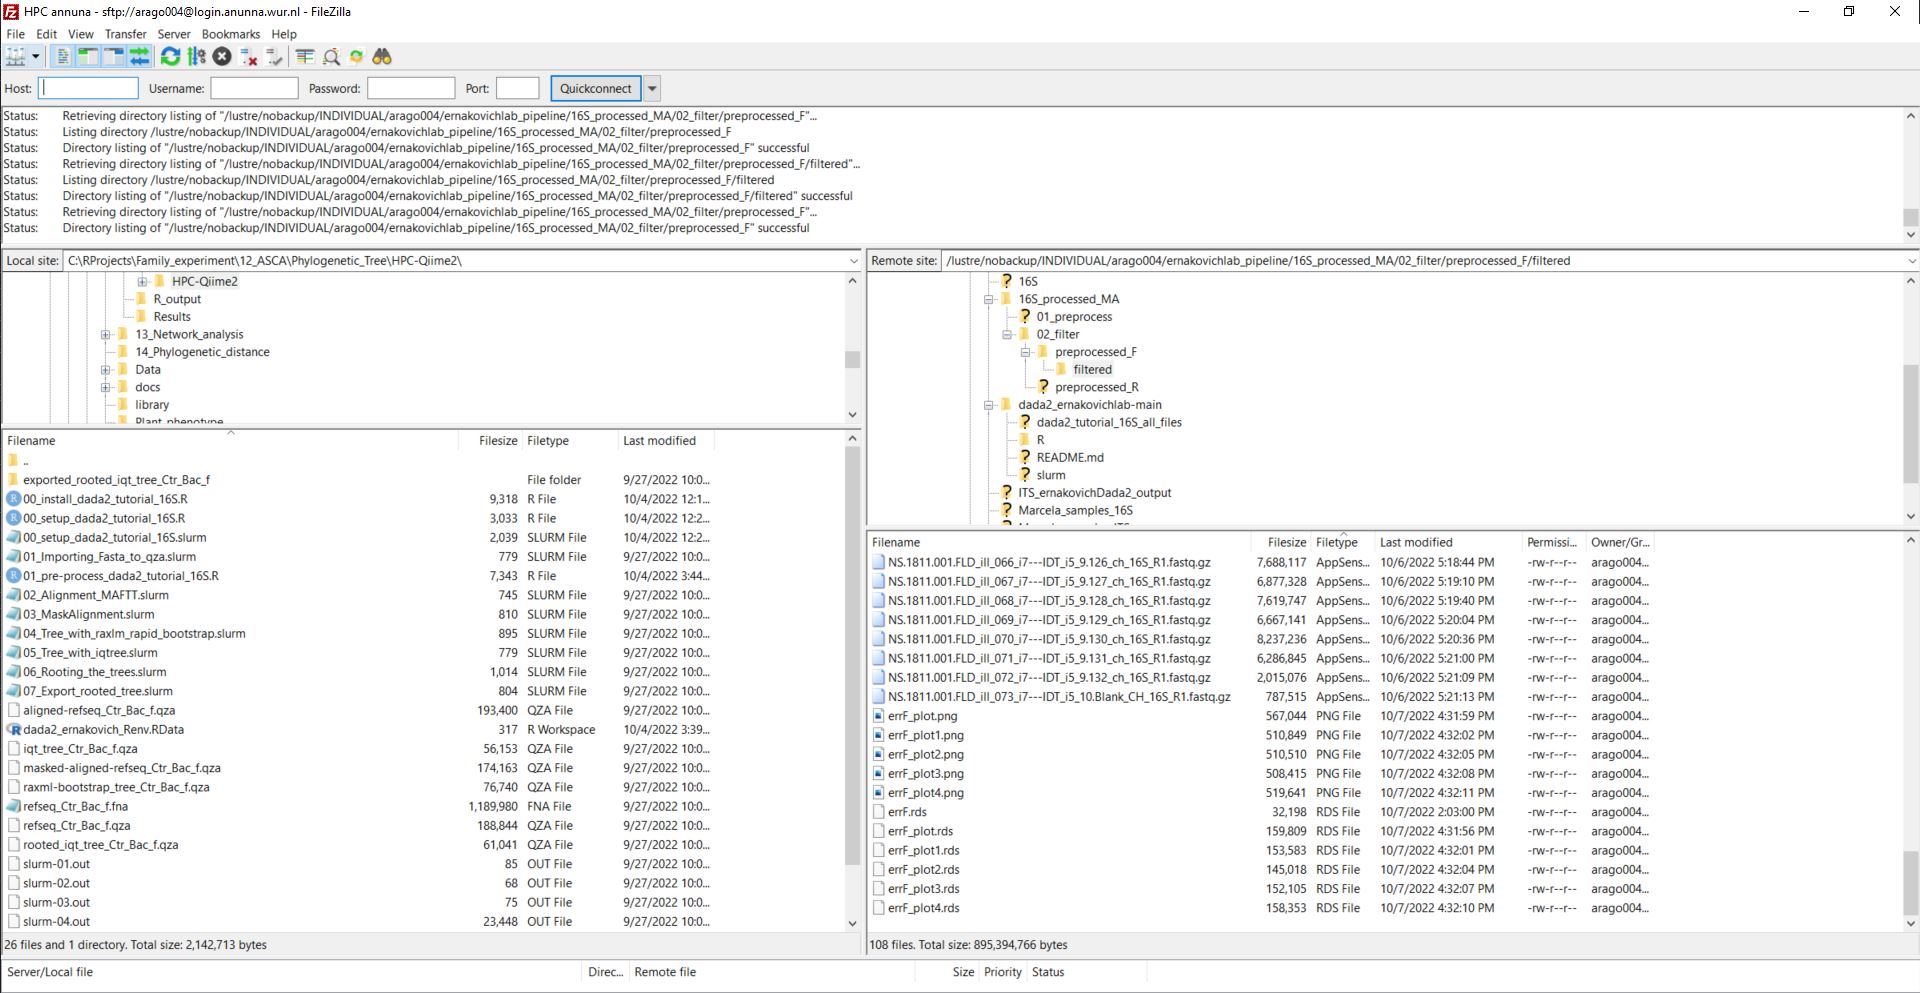 HPC annuna - sftp://arago004@login.anunna.wur.nl - FileZilla
File Edit View Transfer Server Bookmarks Help
Host: Username: Password: Port: Quickconnect
Status: Retrieving directory listing of "/lustre/nobackup/INDIVIDUAL/arago004/ernakovichlab_pipeline/16S_processed_MA/02_filter/preprocessed_F"...
Status: Listing directory /lustre/nobackup/INDIVIDUAL/arago004/ernakovichlab_pipeline/16S_processed_MA/02_filter/preprocessed_F
Status: Directory listing of "/lustre/nobackup/INDIVIDUAL/arago004/ernakovichlab_pipeline/16S_processed_MA/02_filter/preprocessed_F" successful
Status: Retrieving directory listing of "/lustre/nobackup/INDIVIDUAL/arago004/ernakovichlab_pipeline/16S_processed_MA/02_filter/preprocessed_F/filtered"...
Status: Listing directory /lustre/nobackup/INDIVIDUAL/arago004/ernakovichlab_pipeline/16S_processed_MA/02_filter/preprocessed_F/filtered
Status: Directory listing of "/lustre/nobackup/INDIVIDUAL/arago004/ernakovichlab_pipeline/16S_processed_MA/02_filter/preprocessed_F/filtered" successful
Status: Retrieving directory listing of "/lustre/nobackup/INDIVIDUAL/arago004/ernakovichlab_pipeline/16S_processed_MA/02_filter/preprocessed_F"...
Status: Directory listing of "/lustre/nobackup/INDIVIDUAL/arago004/ernakovichlab_pipeline/16S_processed_MA/02_filter/preprocessed_F" successful
Local site: C:\RProjects\Family_experiment\12_ASCA\Phylogenetic_Tree\HPC-Qiime2\
HPC-Qiime2
R_output
Results
13_Network_analysis
14_Phylogenetic_distance
Data
docs
library
Plant_phenotype
Filename Filesize Filetype Last modified
..
exported_rooted_iqt_tree_Ctr_Bac_f File folder 9/27/2022 10:0...
00_install_dada2_tutorial_16S.R 9,318 R File 10/4/2022 12:1...
00_setup_dada2_tutorial_16S.R 3,033 R File 10/4/2022 12:2...
00_setup_dada2_tutorial_16S.slurm 2,039 SLURM File 10/4/2022 12:2...
01_Importing_Fasta_to_qza.slurm 779 SLURM File 9/27/2022 10:0...
01_pre-process_dada2_tutorial_16S.R 7,343 R File 10/4/2022 3:44...
02_Alignment_MAFTT.slurm 745 SLURM File 9/27/2022 10:0...
03_MaskAlignment.slurm 810 SLURM File 9/27/2022 10:0...
04_Tree_with_raxlm_rapid_bootstrap.slurm 895 SLURM File 9/27/2022 10:0...
05_Tree_with_iqtree.slurm 779 SLURM File 9/27/2022 10:0...
06_Rooting_the_trees.slurm 1,014 SLURM File 9/27/2022 10:0...
07_Export_rooted_tree.slurm 804 SLURM File 9/27/2022 10:0...
aligned-refseq_Ctr_Bac_f.qza 193,400 QZA File 9/27/2022 10:0...
dada2_ernakovich_Renv.RData 317 R Workspace 10/4/2022 3:39...
iqt_tree_Ctr_Bac_f.qza 56,153 QZA File 9/27/2022 10:0...
masked-aligned-refseq_Ctr_Bac_f.qza 174,163 QZA File 9/27/2022 10:0...
raxml-bootstrap_tree_Ctr_Bac_f.qza 76,740 QZA File 9/27/2022 10:0...
refseq_Ctr_Bac_f.fna 1,189,980 FNA File 9/27/2022 10:0...
refseq_Ctr_Bac_f.qza 188,844 QZA File 9/27/2022 10:0...
rooted_iqt_tree_Ctr_Bac_f.qza 61,041 QZA File 9/27/2022 10:0...
slurm-01.out 85 OUT File 9/27/2022 10:0...
slurm-02.out 68 OUT File 9/27/2022 10:0...
slurm-03.out 75 OUT File 9/27/2022 10:0...
slurm-04.out 23,448 OUT File 9/27/2022 10:0...
26 files and 1 directory. Total size: 2,142,713 bytes
Remote site: /lustre/nobackup/INDIVIDUAL/arago004/ernakovichlab_pipeline/16S_processed_MA/02_filter/preprocessed_F/filtered
16S
16S_processed_MA
01_preprocess
02_filter
preprocessed_F
filtered
preprocessed_R
dada2_ernakovichlab-main
dada2_tutorial_16S_all_files
R
README.md
slurm
ITS_ernakovichDada2_output
Marcela_samples_16S
Filename Filesize Filetype Last modified Permissi... Owner/Gr...
NS.1811.001.FLD_ill_066_i7---IDT_i5_9.126_ch_16S_R1.fastq.gz 7,688,117 AppSens... 10/6/2022 5:18:44 PM -rw-r--r-- arago004...
NS.1811.001.FLD_ill_067_i7---IDT_i5_9.127_ch_16S_R1.fastq.gz 6,877,328 AppSens... 10/6/2022 5:19:10 PM -rw-r--r-- arago004...
NS.1811.001.FLD_ill_068_i7---IDT_i5_9.128_ch_16S_R1.fastq.gz 7,619,747 AppSens... 10/6/2022 5:19:40 PM -rw-r--r-- arago004...
NS.1811.001.FLD_ill_069_i7---IDT_i5_9.129_ch_16S_R1.fastq.gz 6,667,141 AppSens... 10/6/2022 5:20:04 PM -rw-r--r-- arago004...
NS.1811.001.FLD_ill_070_i7---IDT_i5_9.130_ch_16S_R1.fastq.gz 8,237,236 AppSens... 10/6/2022 5:20:36 PM -rw-r--r-- arago004...
NS.1811.001.FLD_ill_071_i7---IDT_i5_9.131_ch_16S_R1.fastq.gz 6,286,845 AppSens... 10/6/2022 5:21:00 PM -rw-r--r-- arago004...
NS.1811.001.FLD_ill_072_i7---IDT_i5_9.132_ch_16S_R1.fastq.gz 2,015,076 AppSens... 10/6/2022 5:21:09 PM -rw-r--r-- arago004...
NS.1811.001.FLD_ill_073_i7---IDT_i5_10.Blank_CH_16S_R1.fastq.gz 787,515 AppSens... 10/6/2022 5:21:13 PM -rw-r--r-- arago004...
errF_plot.png 567,044 PNG File 10/7/2022 4:31:59 PM -rw-r--r-- arago004...
errF_plot1.png 510,849 PNG File 10/7/2022 4:32:02 PM -rw-r--r-- arago004...
errF_plot2.png 510,510 PNG File 10/7/2022 4:32:05 PM -rw-r--r-- arago004...
errF_plot3.png 508,415 PNG File 10/7/2022 4:32:08 PM -rw-r--r-- arago004...
errF_plot4.png 519,641 PNG File 10/7/2022 4:32:11 PM -rw-r--r-- arago004...
errF.rds 32,198 RDS File 10/7/2022 2:03:00 PM -rw-r--r-- arago004...
errF_plot.rds 159,809 RDS File 10/7/2022 4:31:56 PM -rw-r--r-- arago004...
errF_plot1.rds 153,583 RDS File 10/7/2022 4:32:01 PM -rw-r--r-- arago004...
errF_plot2.rds 145,018 RDS File 10/7/2022 4:32:04 PM -rw-r--r-- arago004...
errF_plot3.rds 152,105 RDS File 10/7/2022 4:32:07 PM -rw-r--r-- arago004...
errF_plot4.rds 158,353 RDS File 10/7/2022 4:32:10 PM -rw-r--r-- arago004...
108 files. Total size: 895,394,766 bytes
Server/Local file Direc... Remote file Size Priority Status